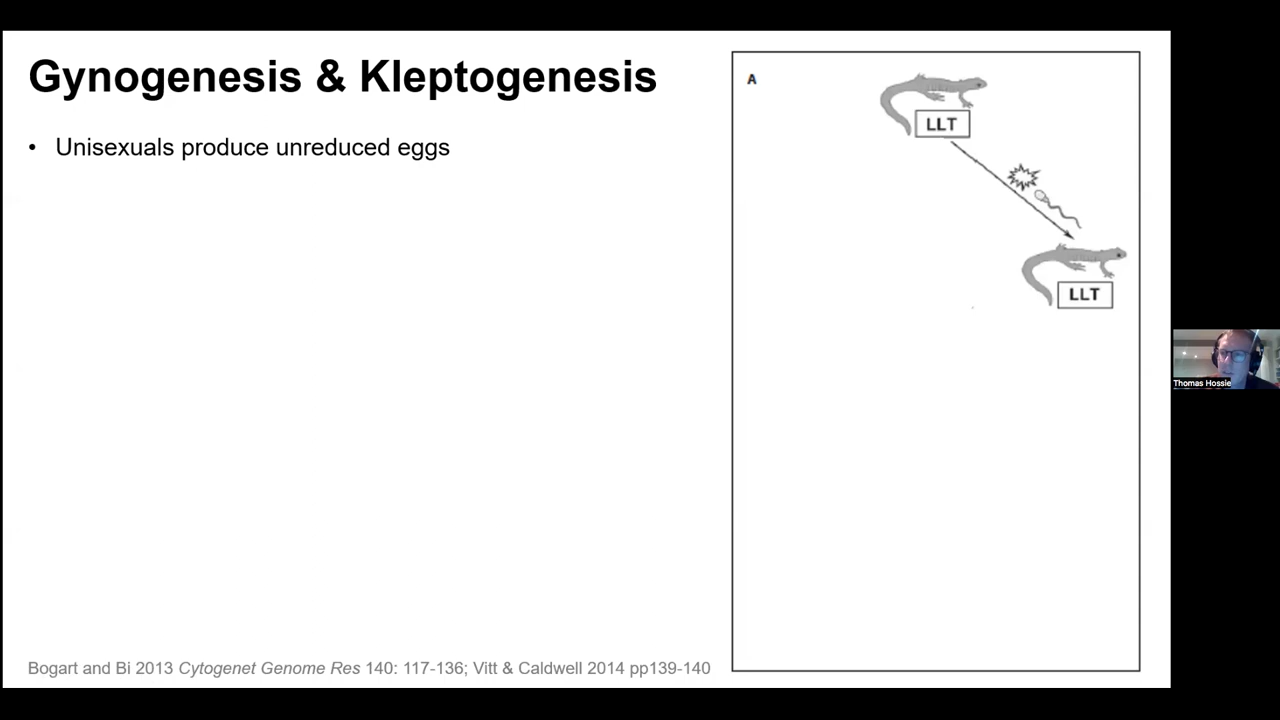 Gynogenesis & Kleptogenesis
• Unisexuals produce unreduced eggs
A
LLT
LLT
Thomas Hossie
Bogart and Bi 2013 Cytogenet Genome Res 140: 117-136; Vitt & Caldwell 2014 pp139-140